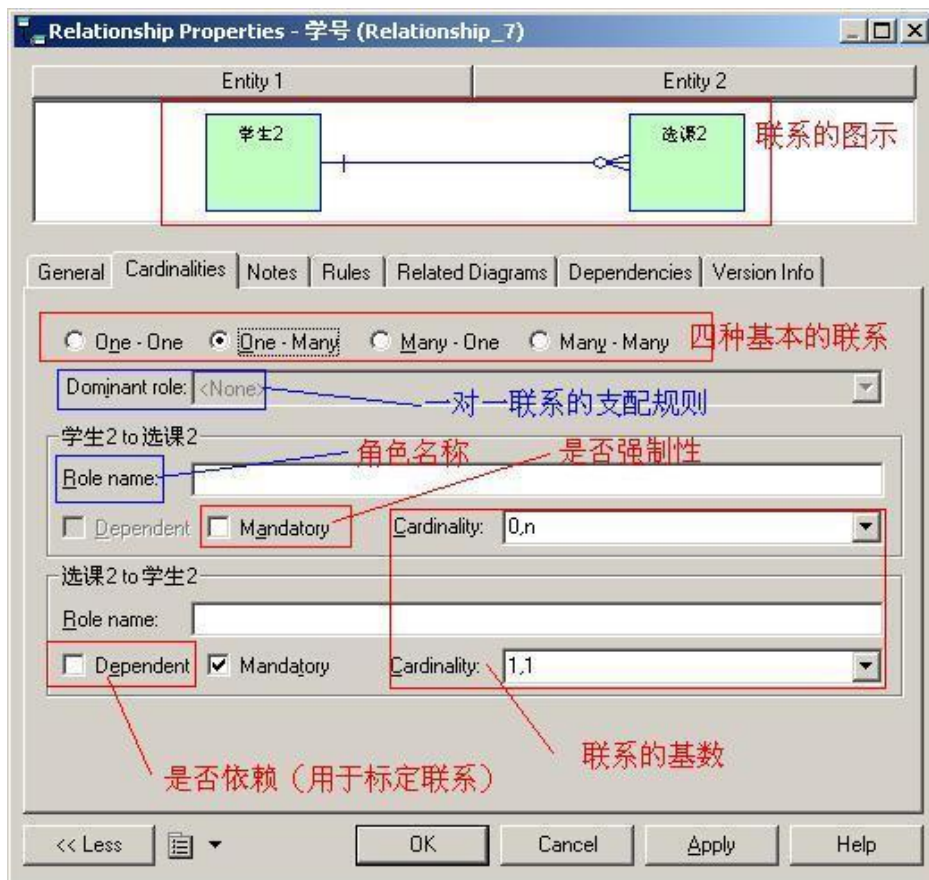 Relationship Properties - 学号 (Relationship_7)
Entity 1 Entity 2
学生2 选课2 联系的图示
General Cardinalities Notes Rules Related Diagrams Dependencies Version Info
One - One One - Many Many - One Many - Many 四种基本的联系
Dominant role: <None> 一对一联系的支配规则
学生2 to 选课2
角色名称 是否强制性
Role name:
Dependent Mandatory Cardinality: 0,n
选课2 to 学生2
Role name:
Dependent Mandatory Cardinality: 1,1
联系的基数
是否依赖（用于标定联系）
<< Less OK Cancel Apply Help